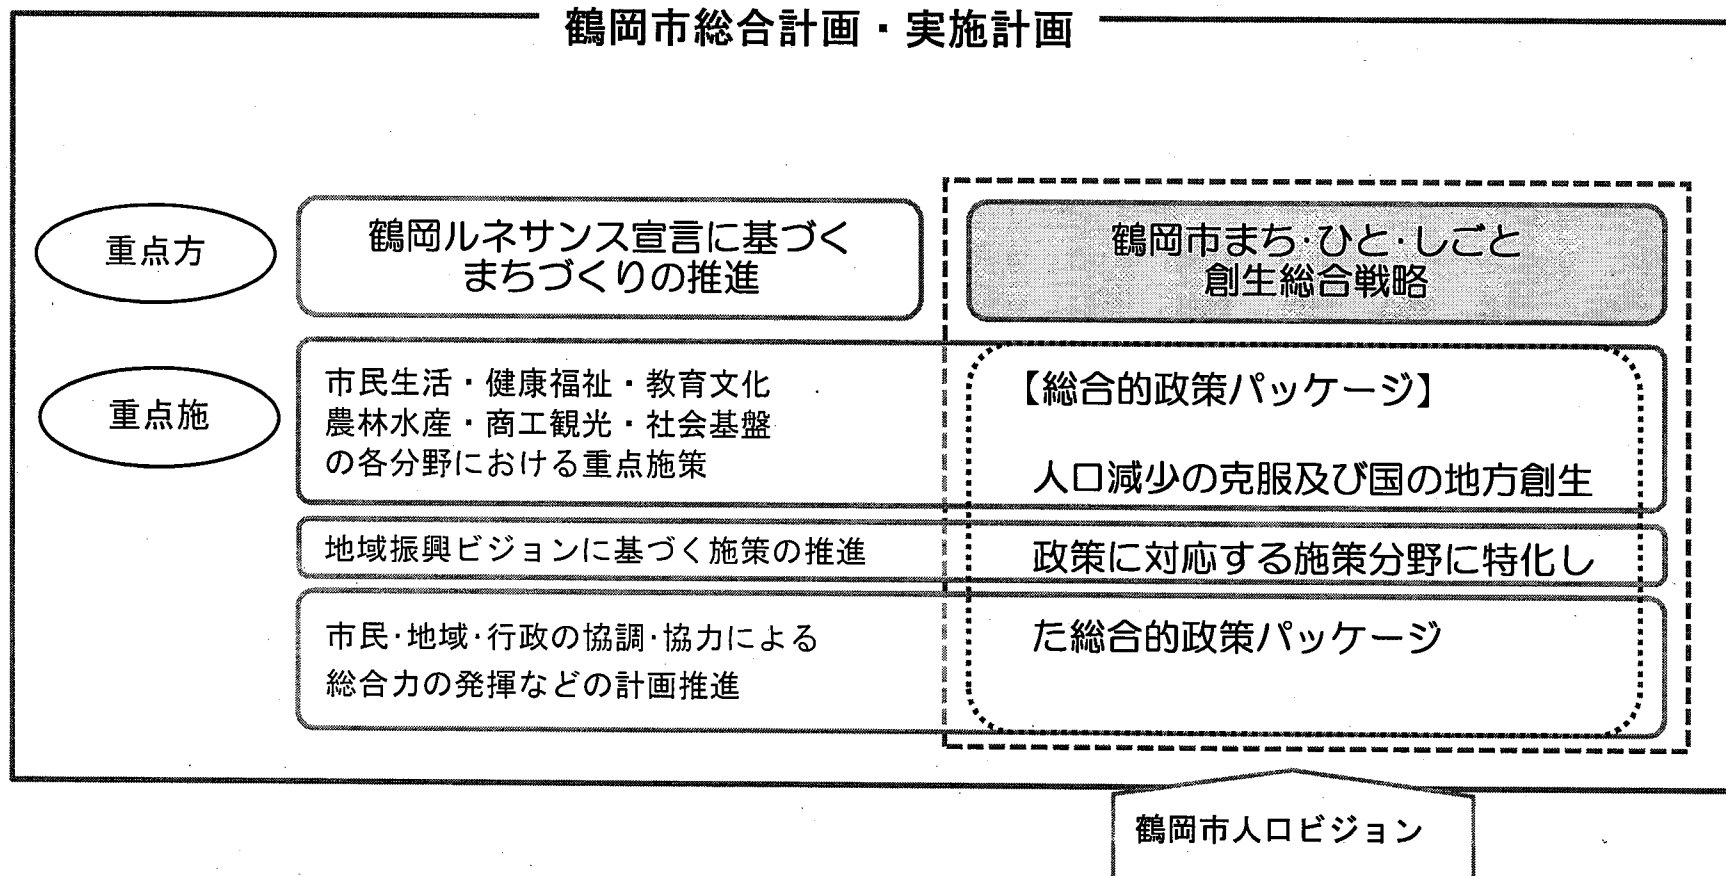 鶴岡市総合計画・実施計画
重点方
鶴岡ルネサンス宣言に基づく
まちづくりの推進
鶴岡市まち・ひと・しごと
創生総合戦略
重点施
市民生活・健康福祉・教育文化
農林水産・商工観光・社会基盤
の各分野における重点施策
地域振興ビジョンに基づく施策の推進
市民・地域・行政の協調・協力による
総合力の発揮などの計画推進
【総合的政策パッケージ】
人口減少の克服及び国の地方創生
政策に対応する施策分野に特化し
た総合的政策パッケージ
鶴岡市人口ビジョン